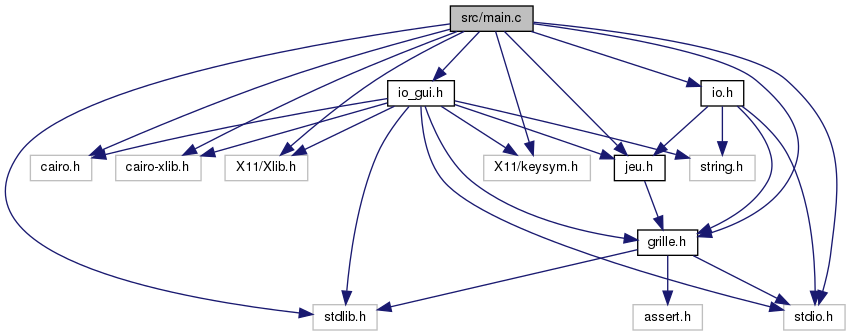 src/main.c
io_gui.h
io.h
cairo.h
cairo-xlib.h
X11/Xlib.h
X11/keysym.h
jeu.h
string.h
grille.h
stdlib.h
assert.h
stdio.h